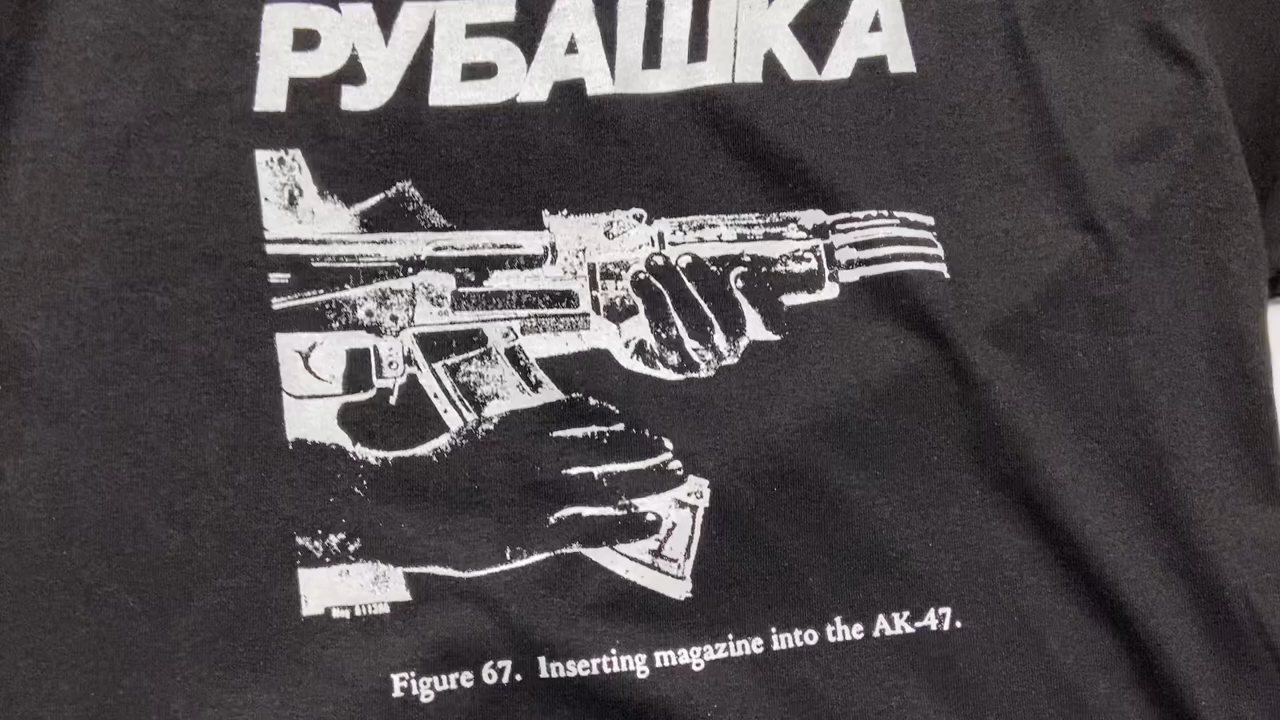 РУБАШКА
Figure 67. Inserting magazine into the AK-47.